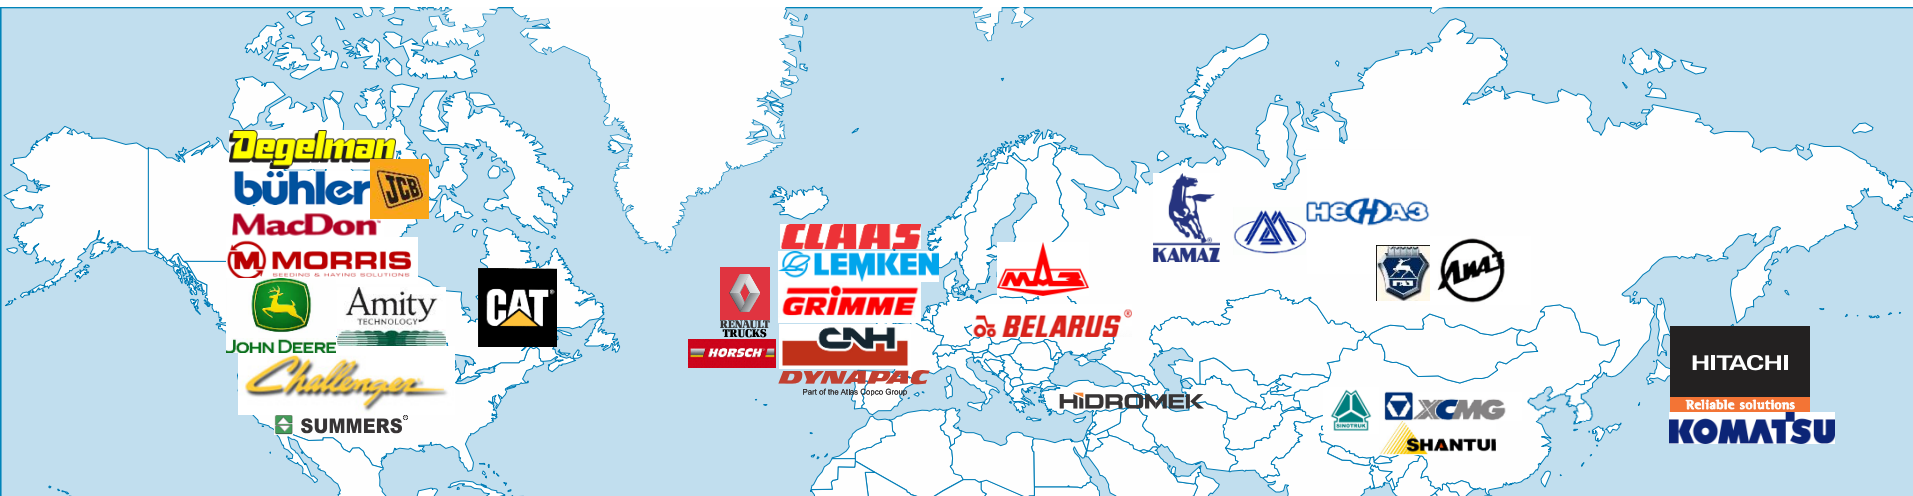 Degelman
bühler
JCB
MacDon
M MORRIS
SEEDING & HAYING SOLUTIONS
JOHN DEERE
Amity
TECHNOLOGY
CAT
Challenger
SUMMERS
RENAULT
TRUCKS
HORSCH
CLAAS
LEMKEN
GRIMME
CNH
DYNAPAC
Part of the Atlas Copco Group
МАЗ
BELARUS
HiDROMEK
KAMAZ
НЕФАЗ
ГАЗ
ЛиАЗ
SINOTRUK
XCMG
SHANTUI
HITACHI
Reliable solutions
KOMATSU